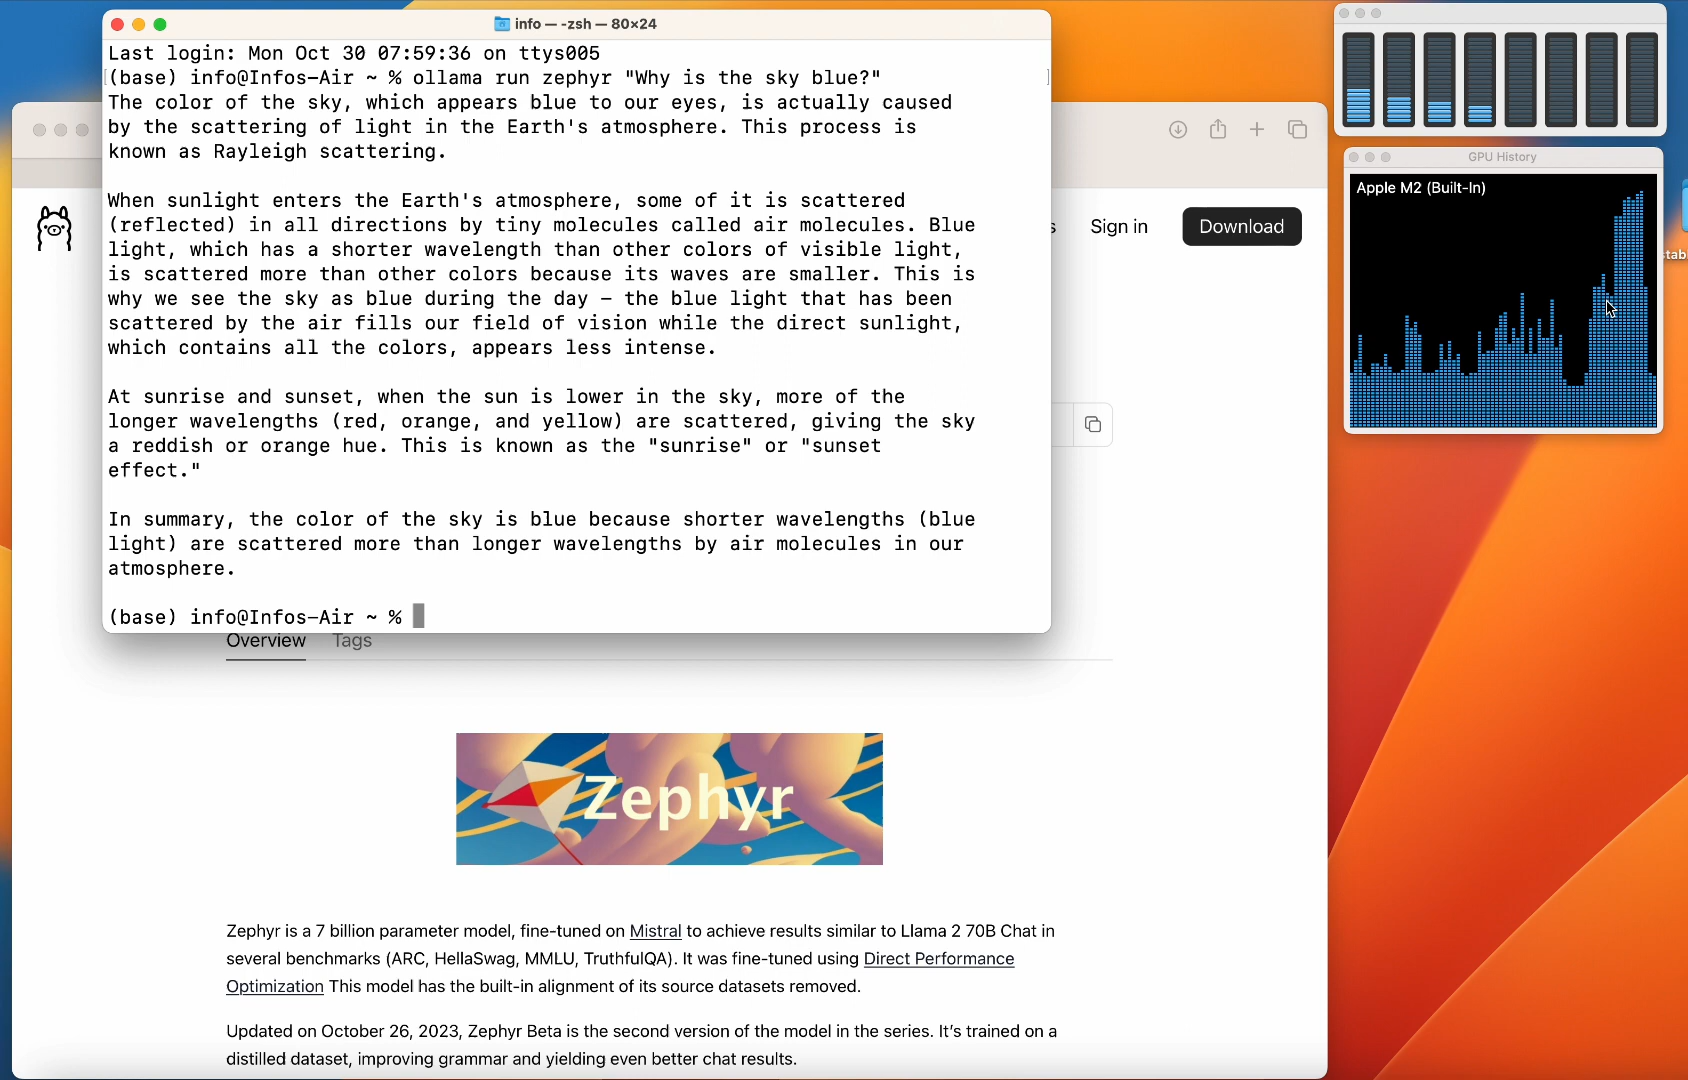 info — -zsh — 80×24
Last login: Mon Oct 30 07:59:36 on ttys005
(base) info@Infos-Air ~ % ollama run zephyr "Why is the sky blue?"
The color of the sky, which appears blue to our eyes, is actually caused
by the scattering of light in the Earth's atmosphere. This process is
known as Rayleigh scattering.
When sunlight enters the Earth's atmosphere, some of it is scattered
(reflected) in all directions by tiny molecules called air molecules. Blue
light, which has a shorter wavelength than other colors of visible light,
is scattered more than other colors because its waves are smaller. This is
why we see the sky as blue during the day – the blue light that has been
scattered by the air fills our field of vision while the direct sunlight,
which contains all the colors, appears less intense.
At sunrise and sunset, when the sun is lower in the sky, more of the
longer wavelengths (red, orange, and yellow) are scattered, giving the sky
a reddish or orange hue. This is known as the "sunrise" or "sunset
effect."
In summary, the color of the sky is blue because shorter wavelengths (blue
light) are scattered more than longer wavelengths by air molecules in our
atmosphere.
(base) info@Infos-Air ~ %
Sign in
Download
GPU History
Apple M2 (Built-In)
Overview
Tags
Zephyr
Zephyr is a 7 billion parameter model, fine-tuned on Mistral to achieve results similar to Llama 2 70B Chat in
several benchmarks (ARC, HellaSwag, MMLU, TruthfulQA). It was fine-tuned using Direct Performance
Optimization This model has the built-in alignment of its source datasets removed.
Updated on October 26, 2023, Zephyr Beta is the second version of the model in the series. It's trained on a
distilled dataset, improving grammar and yielding even better chat results.